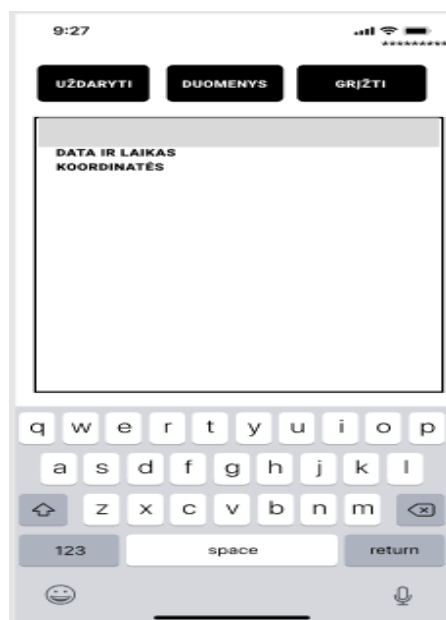 9:27
*********
UŽDARYTI DUOMENYS GRĮŽTI
DATA IR LAIKAS
KOORDINATĖS
q w e r t y u i o p
a s d f g h j k l
z x c v b n m
123 space return